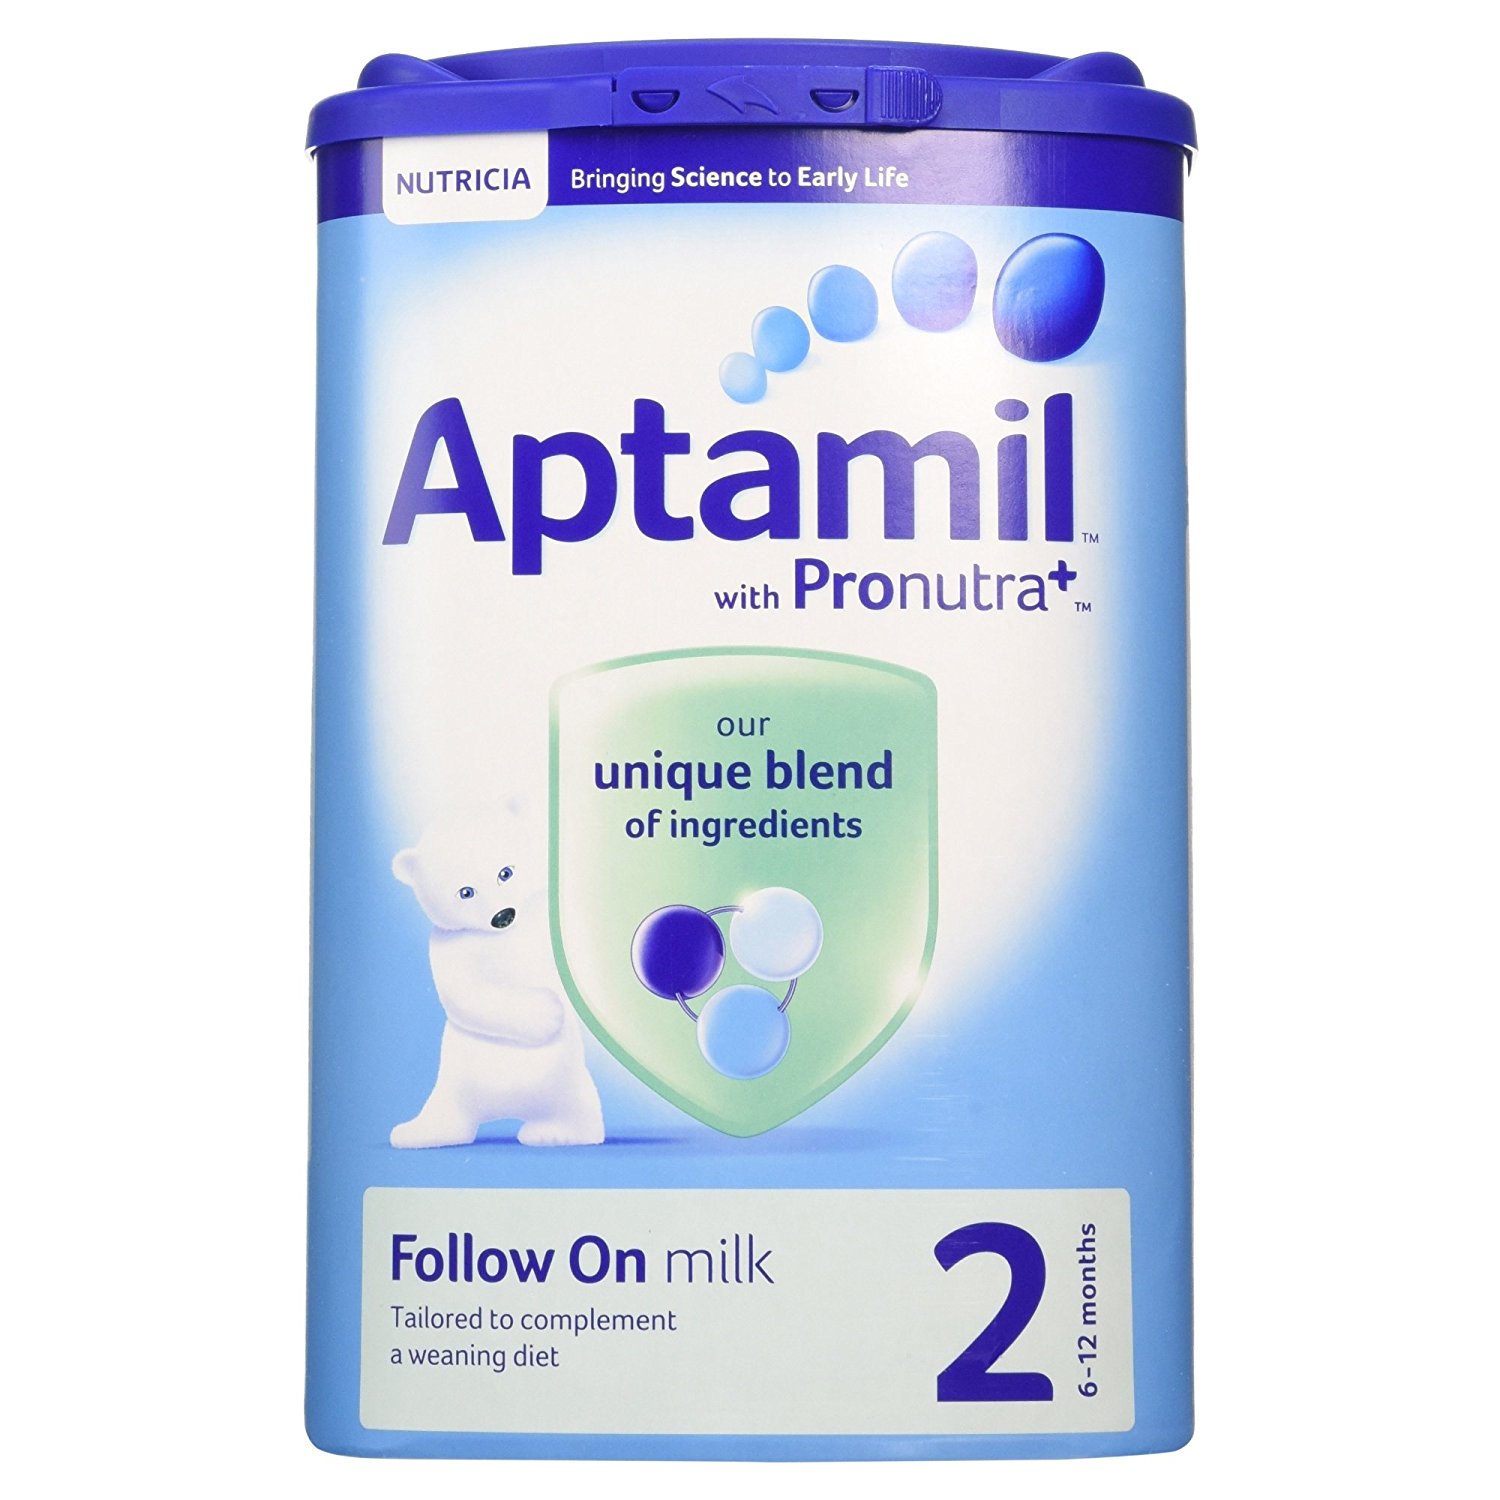 NUTRICIA
Bringing Science to Early Life
Aptamil™
with Pronutra+™
our
unique blend
of ingredients
Follow On milk
Tailored to complement
a weaning diet
2
6-12 months